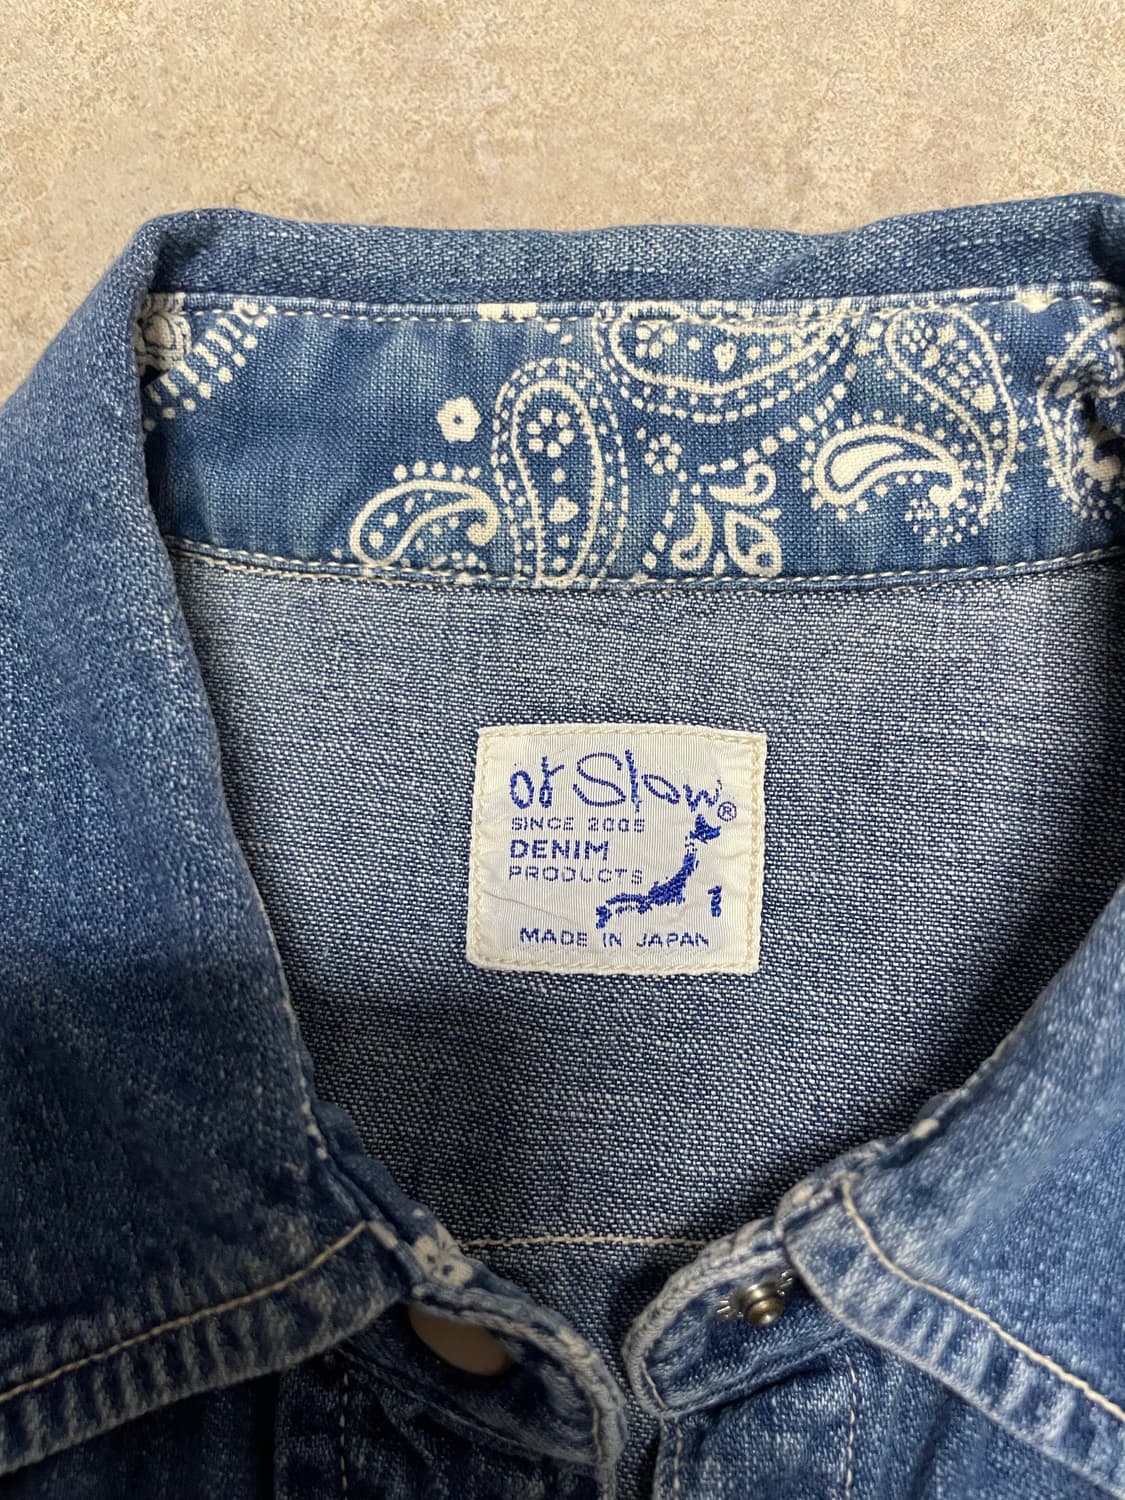 or Slow®
SINCE 2005
DENIM
PRODUCTS
1
MADE IN JAPAN